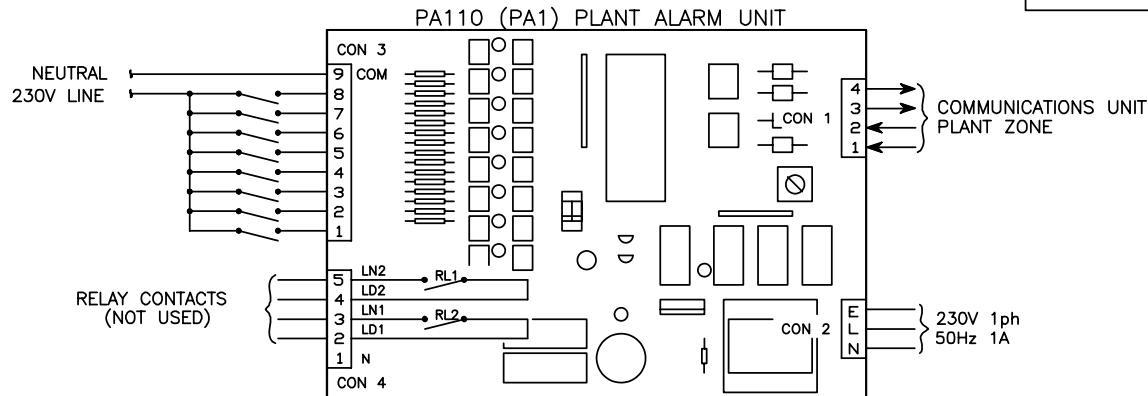 PA110 (PA1) PLANT ALARM UNIT
CON 3
NEUTRAL
9 COM
230V LINE
8
7
6
5
4
3
2
1
5 LN2 RL1
4 LD2
RELAY CONTACTS
(NOT USED)
3 LN1 RL2
2 LD1
1 N
CON 4
CON 1
4
3
2
1
COMMUNICATIONS UNIT
PLANT ZONE
CON 2
E
L
N
230V 1ph
50Hz 1A